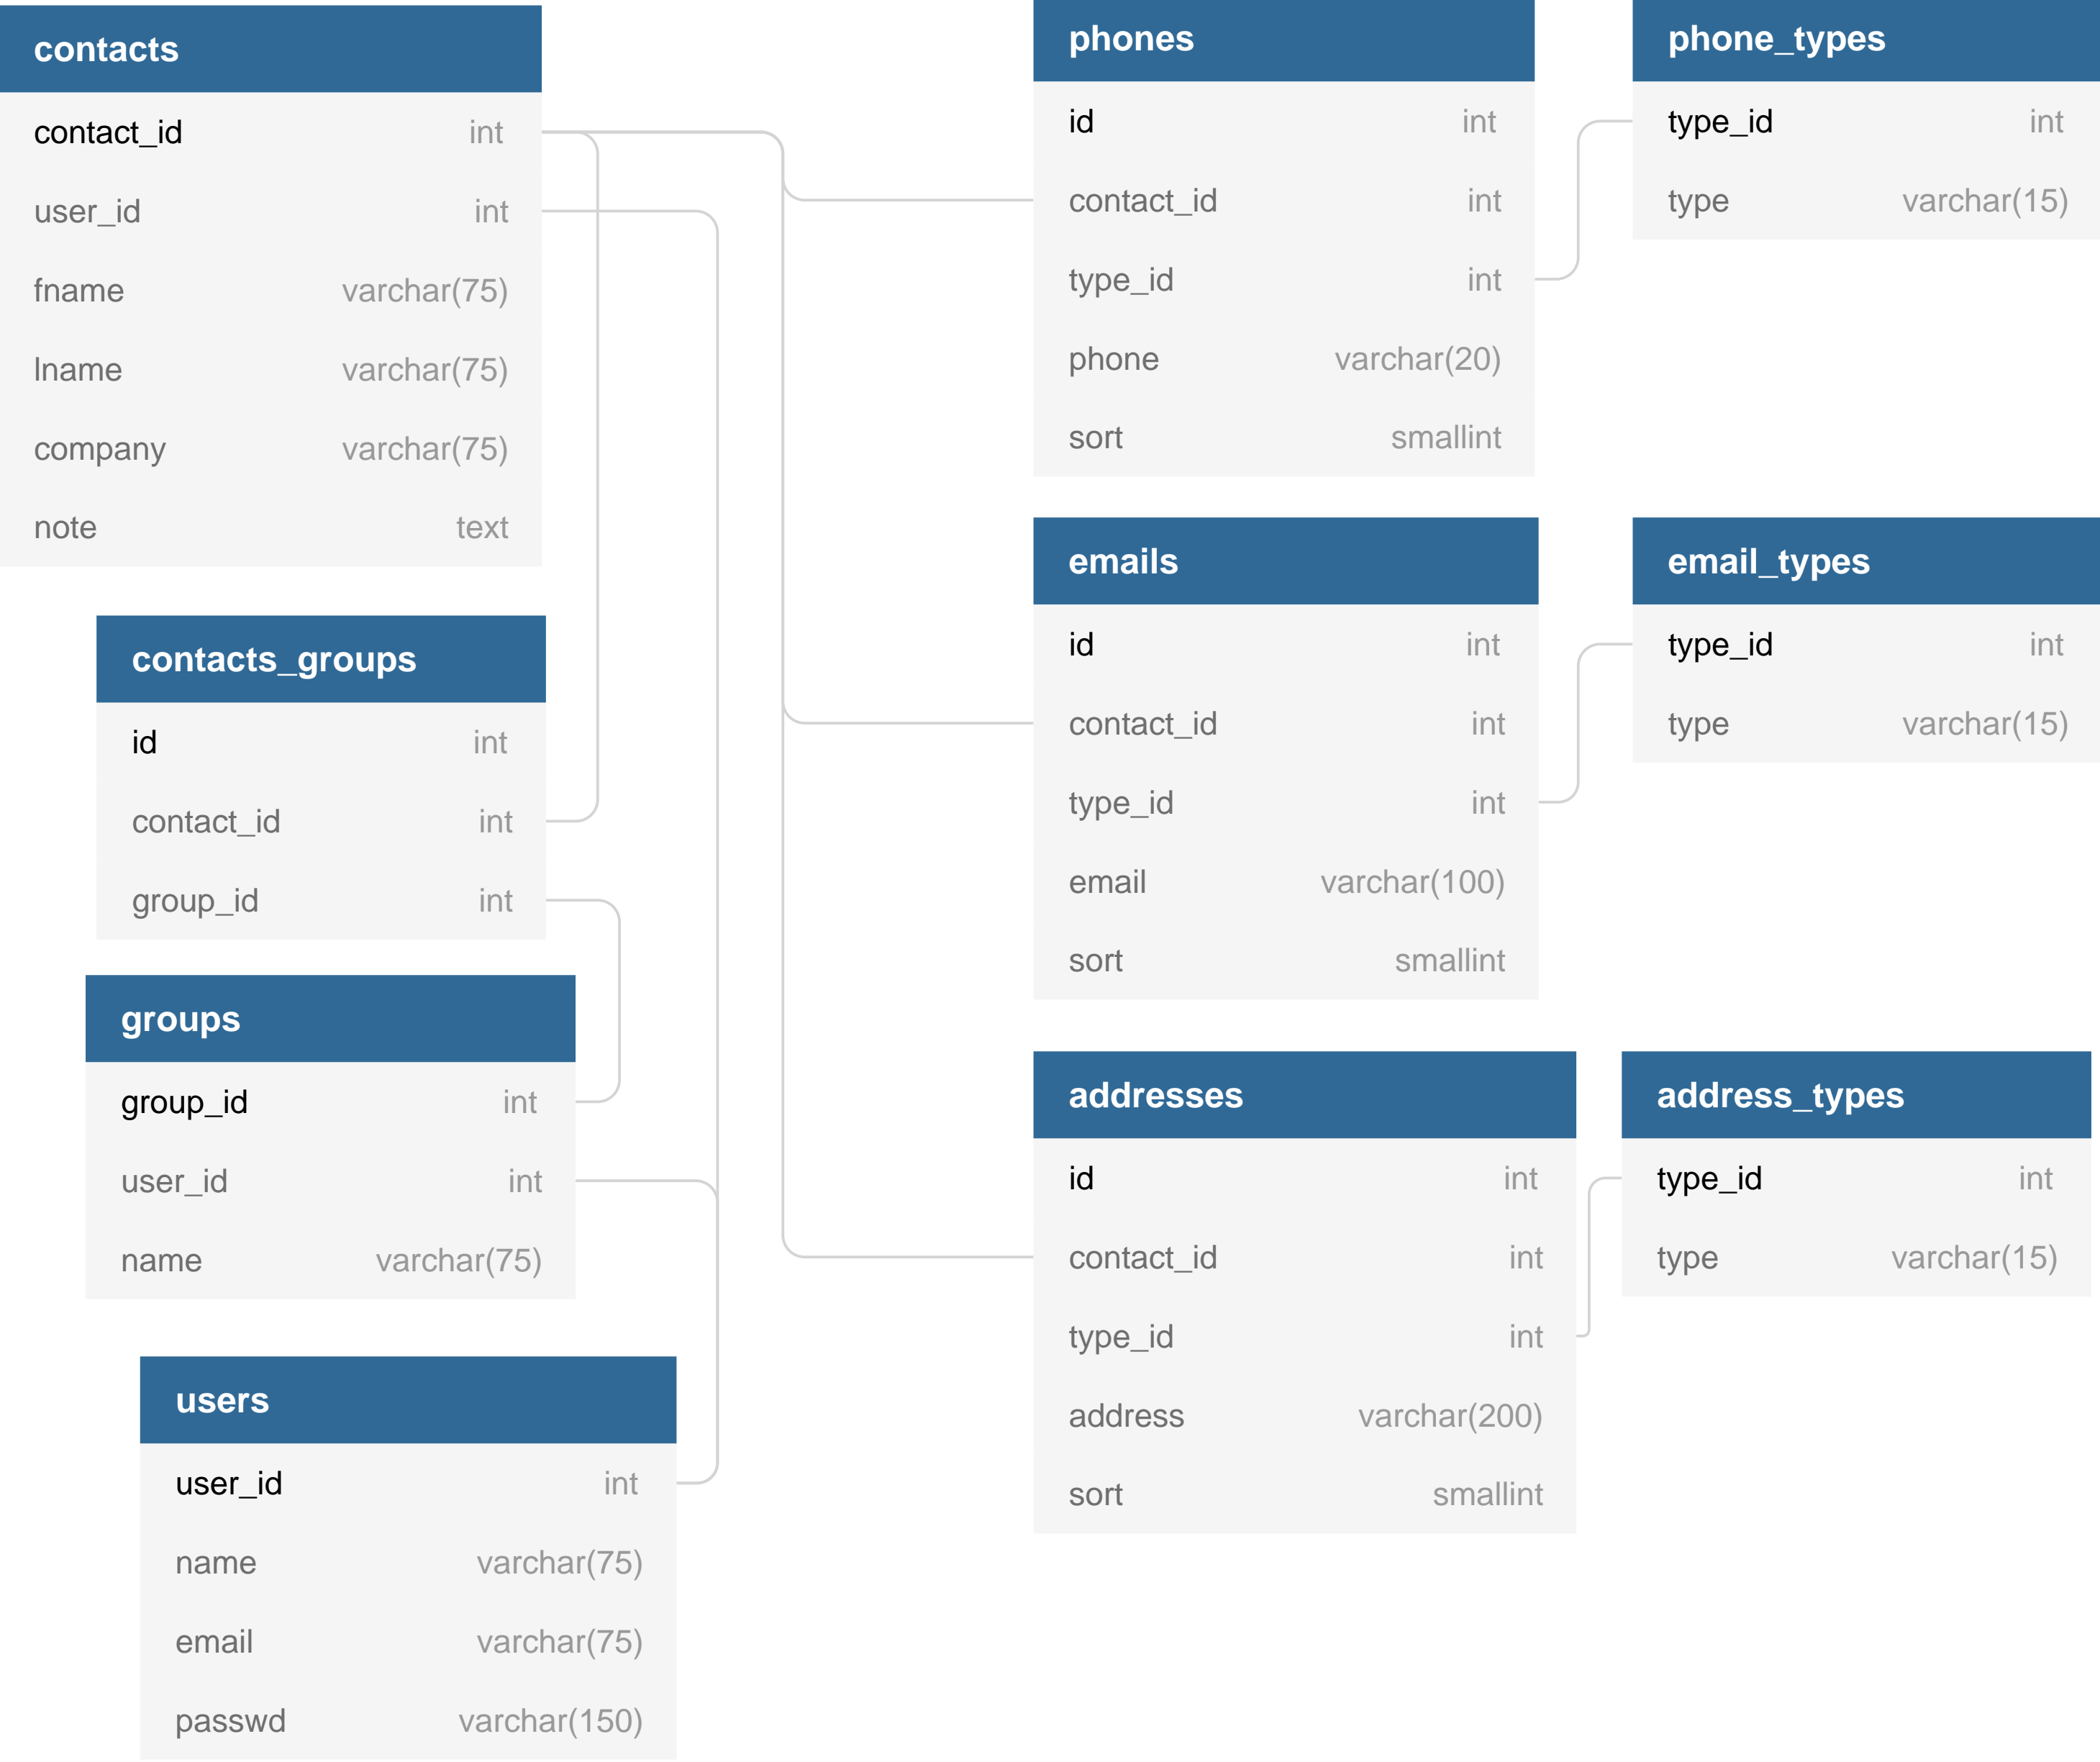 contacts
contact_id int
user_id int
fname varchar(75)
lname varchar(75)
company varchar(75)
note text
contacts_groups
id int
contact_id int
group_id int
groups
group_id int
user_id int
name varchar(75)
users
user_id int
name varchar(75)
email varchar(75)
passwd varchar(150)
phones
id int
contact_id int
type_id int
phone varchar(20)
sort smallint
phone_types
type_id int
type varchar(15)
emails
id int
contact_id int
type_id int
email varchar(100)
sort smallint
email_types
type_id int
type varchar(15)
addresses
id int
contact_id int
type_id int
address varchar(200)
sort smallint
address_types
type_id int
type varchar(15)